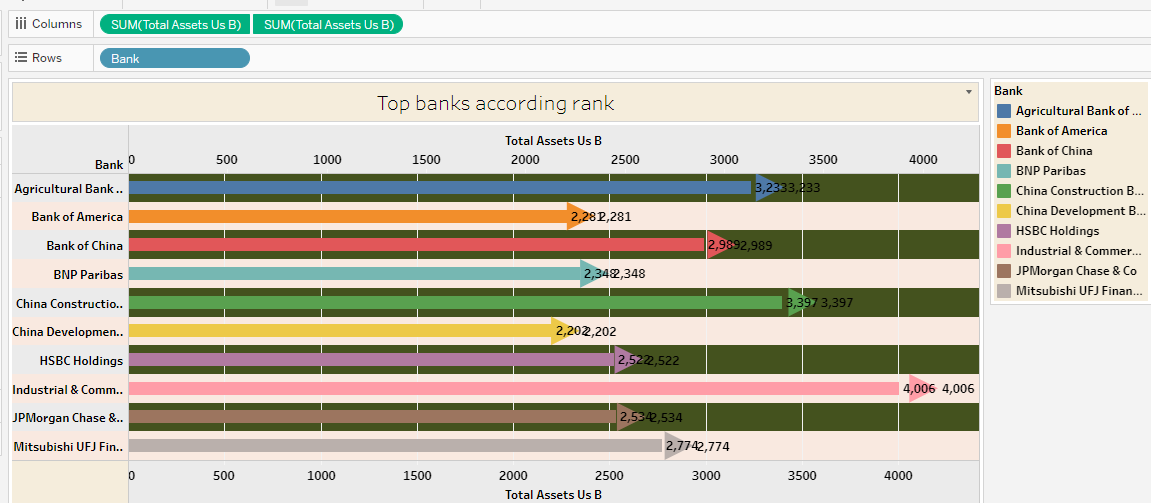 Columns SUM(Total Assets Us B) SUM(Total Assets Us B)
Rows Bank
Top banks according rank
Total Assets Us B
Bank 0 500 1000 1500 2000 2500 3000 3500 4000
Agricultural Bank .. 3,233 3,233
Bank of America 2,281 2,281
Bank of China 2,989 2,989
BNP Paribas 2,348 2,348
China Constructio.. 3,397 3,397
China Developmen.. 2,202 2,202
HSBC Holdings 2,522 2,522
Industrial & Comm.. 4,006 4,006
JPMorgan Chase &.. 2,534 2,534
Mitsubishi UFJ Fin.. 2,774 2,774
0 500 1000 1500 2000 2500 3000 3500 4000
Total Assets Us B
Bank
Agricultural Bank of ...
Bank of America
Bank of China
BNP Paribas
China Construction B...
China Development B...
HSBC Holdings
Industrial & Commer...
JPMorgan Chase & Co
Mitsubishi UFJ Finan...